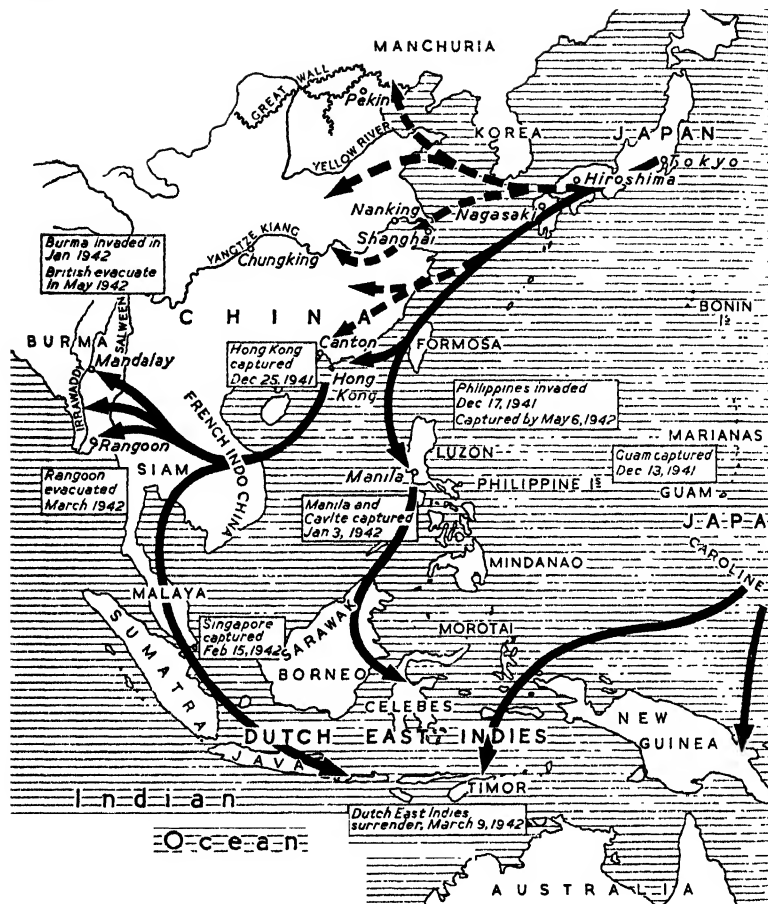 MANCHURIA
GREAT WALL
Pekin
YELLOW RIVER
KOREA
JAPAN
Tokyo
Hiroshima
Nagasaki
Nanking
Shanghai
YANGTZE KIANG
Chungking
Burma invaded in
Jan 1942
British evacuate
in May 1942
CHINA
BONIN
Is
SALWEEN
BURMA
Mandalay
Canton
FORMOSA
Hong Kong
captured
Dec 25, 1941
Hong
Kong
Philippines invaded
Dec 17, 1941
Captured by May 6, 1942
IRRAWADDY
Rangoon
FRENCH INDO CHINA
SIAM
LUZON
MARIANAS
Guam captured
Dec 13, 1941
GUAM
Manila
PHILIPPINE Is
Rangoon
evacuated
March 1942
Manila and
Cavite captured
Jan 3, 1942
JAPA
CAROLINE
MINDANAO
MALAYA
SUMATRA
Singapore
captured
Feb 15, 1942
SARAWAK
MOROTAI
BORNEO
CELEBES
NEW
GUINEA
DUTCH EAST INDIES
JAVA
TIMOR
Indian
Ocean
Dutch East Indies
surrender, March 9, 1942
AUSTRALIA